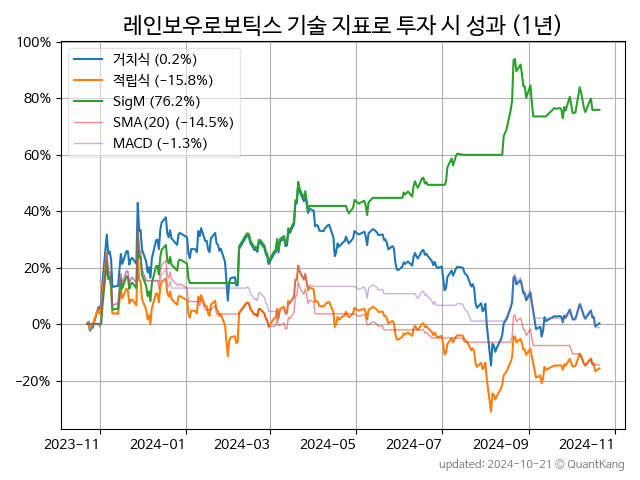 레인보우로보틱스 기술 지표로 투자 시 성과 (1년)
100%
80%
60%
40%
20%
0%
−20%
거치식 (0.2%)
적립식 (−15.8%)
SigM (76.2%)
SMA(20) (−14.5%)
MACD (−1.3%)
2023-11
2024-01
2024-03
2024-05
2024-07
2024-09
2024-11
updated: 2024-10-21 © QuantKang